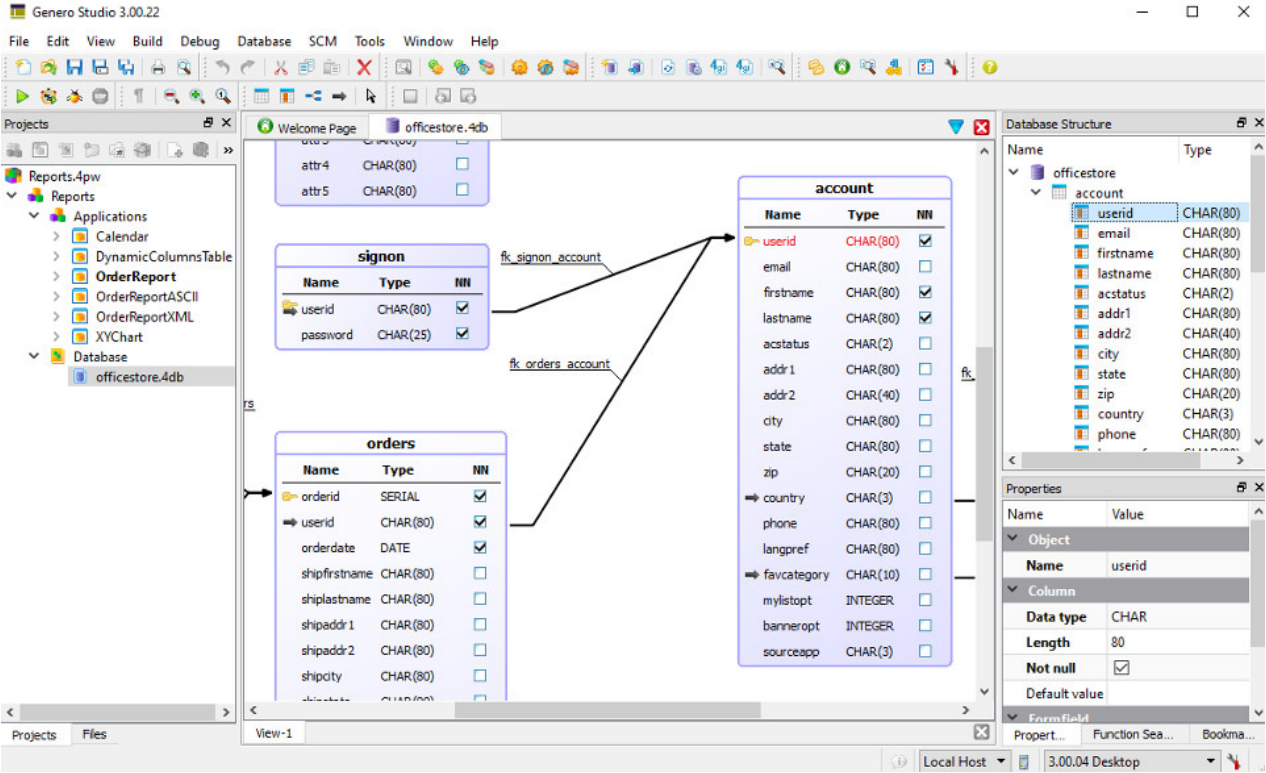 Genero Studio 3.00.22
File Edit View Build Debug Database SCM Tools Window Help
Projects
Reports.4pw
Reports
Applications
Calendar
DynamicColumnsTable
OrderReport
OrderReportASCII
OrderReportXML
XYChart
Database
officestore.4db
Projects Files
Welcome Page officestore.4db
attr4 CHAR(80)
attr5 CHAR(80)
signon
Name Type NN
userid CHAR(80)
password CHAR(25)
fk_signon_account
fk_orders_account
rs
orders
Name Type NN
orderid SERIAL
userid CHAR(80)
orderdate DATE
shipfirstname CHAR(80)
shiplastname CHAR(80)
shipaddr1 CHAR(80)
shipaddr2 CHAR(80)
shipcity CHAR(80)
account
Name Type NN
userid CHAR(80)
email CHAR(80)
firstname CHAR(80)
lastname CHAR(80)
acstatus CHAR(2)
addr1 CHAR(80)
addr2 CHAR(40)
city CHAR(80)
state CHAR(80)
zip CHAR(20)
country CHAR(3)
phone CHAR(80)
langpref CHAR(80)
favcategory CHAR(10)
mylistopt INTEGER
banneropt INTEGER
sourceapp CHAR(3)
fk_
View-1
Database Structure
Name Type
officestore
account
userid CHAR(80)
email CHAR(80)
firstname CHAR(80)
lastname CHAR(80)
acstatus CHAR(2)
addr1 CHAR(80)
addr2 CHAR(40)
city CHAR(80)
state CHAR(80)
zip CHAR(20)
country CHAR(3)
phone CHAR(80)
Properties
Name Value
Object
Name userid
Column
Data type CHAR
Length 80
Not null
Default value
Formfield
Propert... Function Sea... Bookma...
Local Host 3.00.04 Desktop